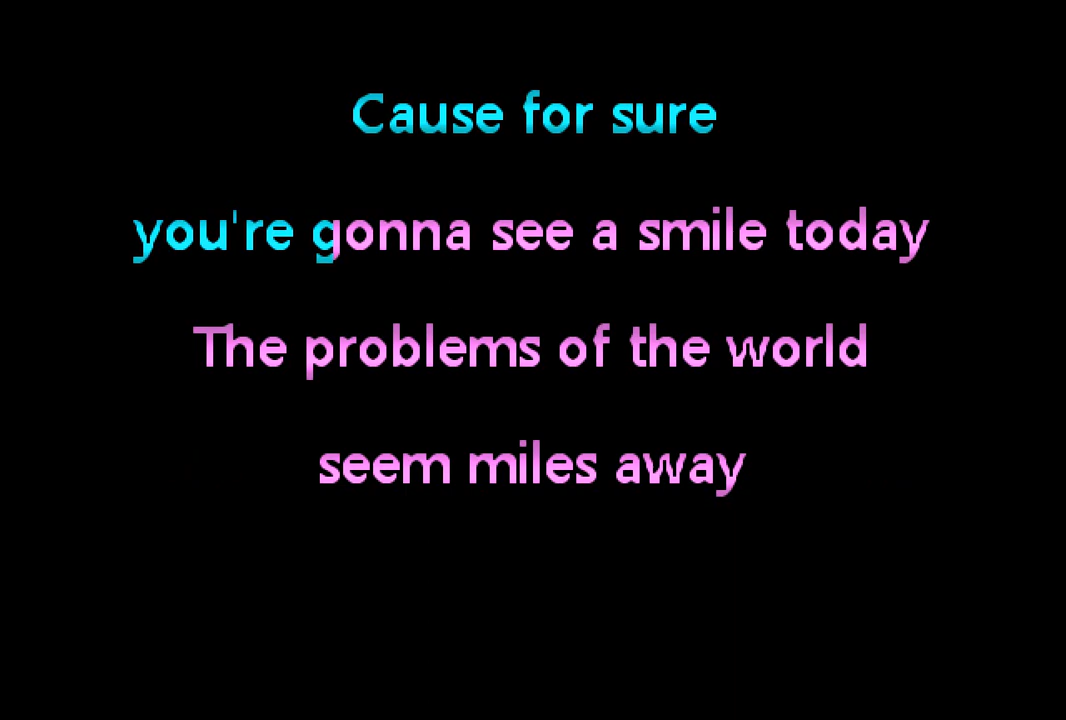 Cause for sure
you're gonna see a smile today
The problems of the world
seem miles away